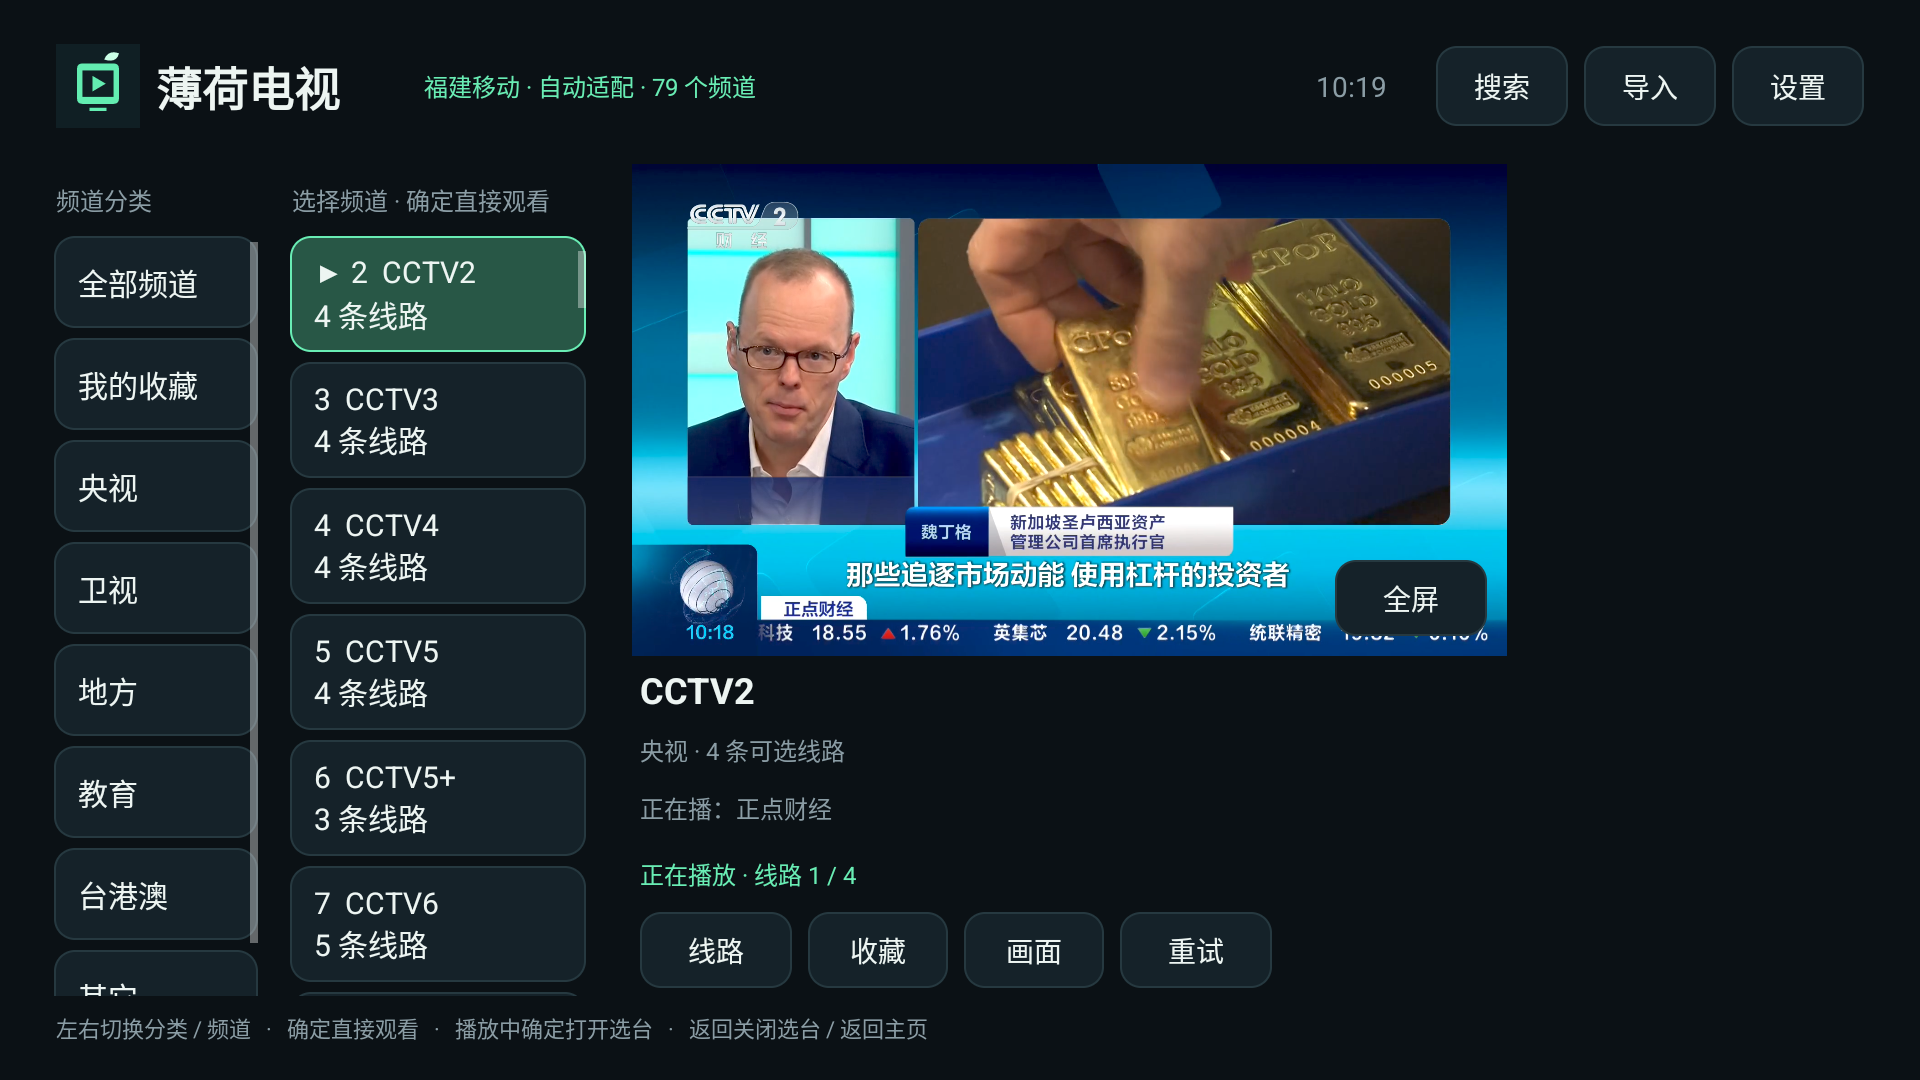 薄荷电视
福建移动 · 自动适配 · 79 个频道
10:19
搜索
导入
设置
频道分类
全部频道
我的收藏
央视
卫视
地方
教育
台港澳
其它
选择频道 · 确定直接观看
▶ 2 CCTV2
4 条线路
3 CCTV3
4 条线路
4 CCTV4
4 条线路
5 CCTV5
4 条线路
6 CCTV5+
3 条线路
7 CCTV6
5 条线路
CCTV 2
财 经
CPOP
000005
000004
魏丁格
新加坡圣卢西亚资产
管理公司首席执行官
那些追逐市场动能 使用杠杆的投资者
正点财经
全屏
10:18
科技 18.55 ▲1.76% 英集芯 20.48 ▼2.15% 统联精密
CCTV2
央视 · 4 条可选线路
正在播：正点财经
正在播放 · 线路 1 / 4
线路
收藏
画面
重试
左右切换分类 / 频道 · 确定直接观看 · 播放中确定打开选台 · 返回关闭选台 / 返回主页